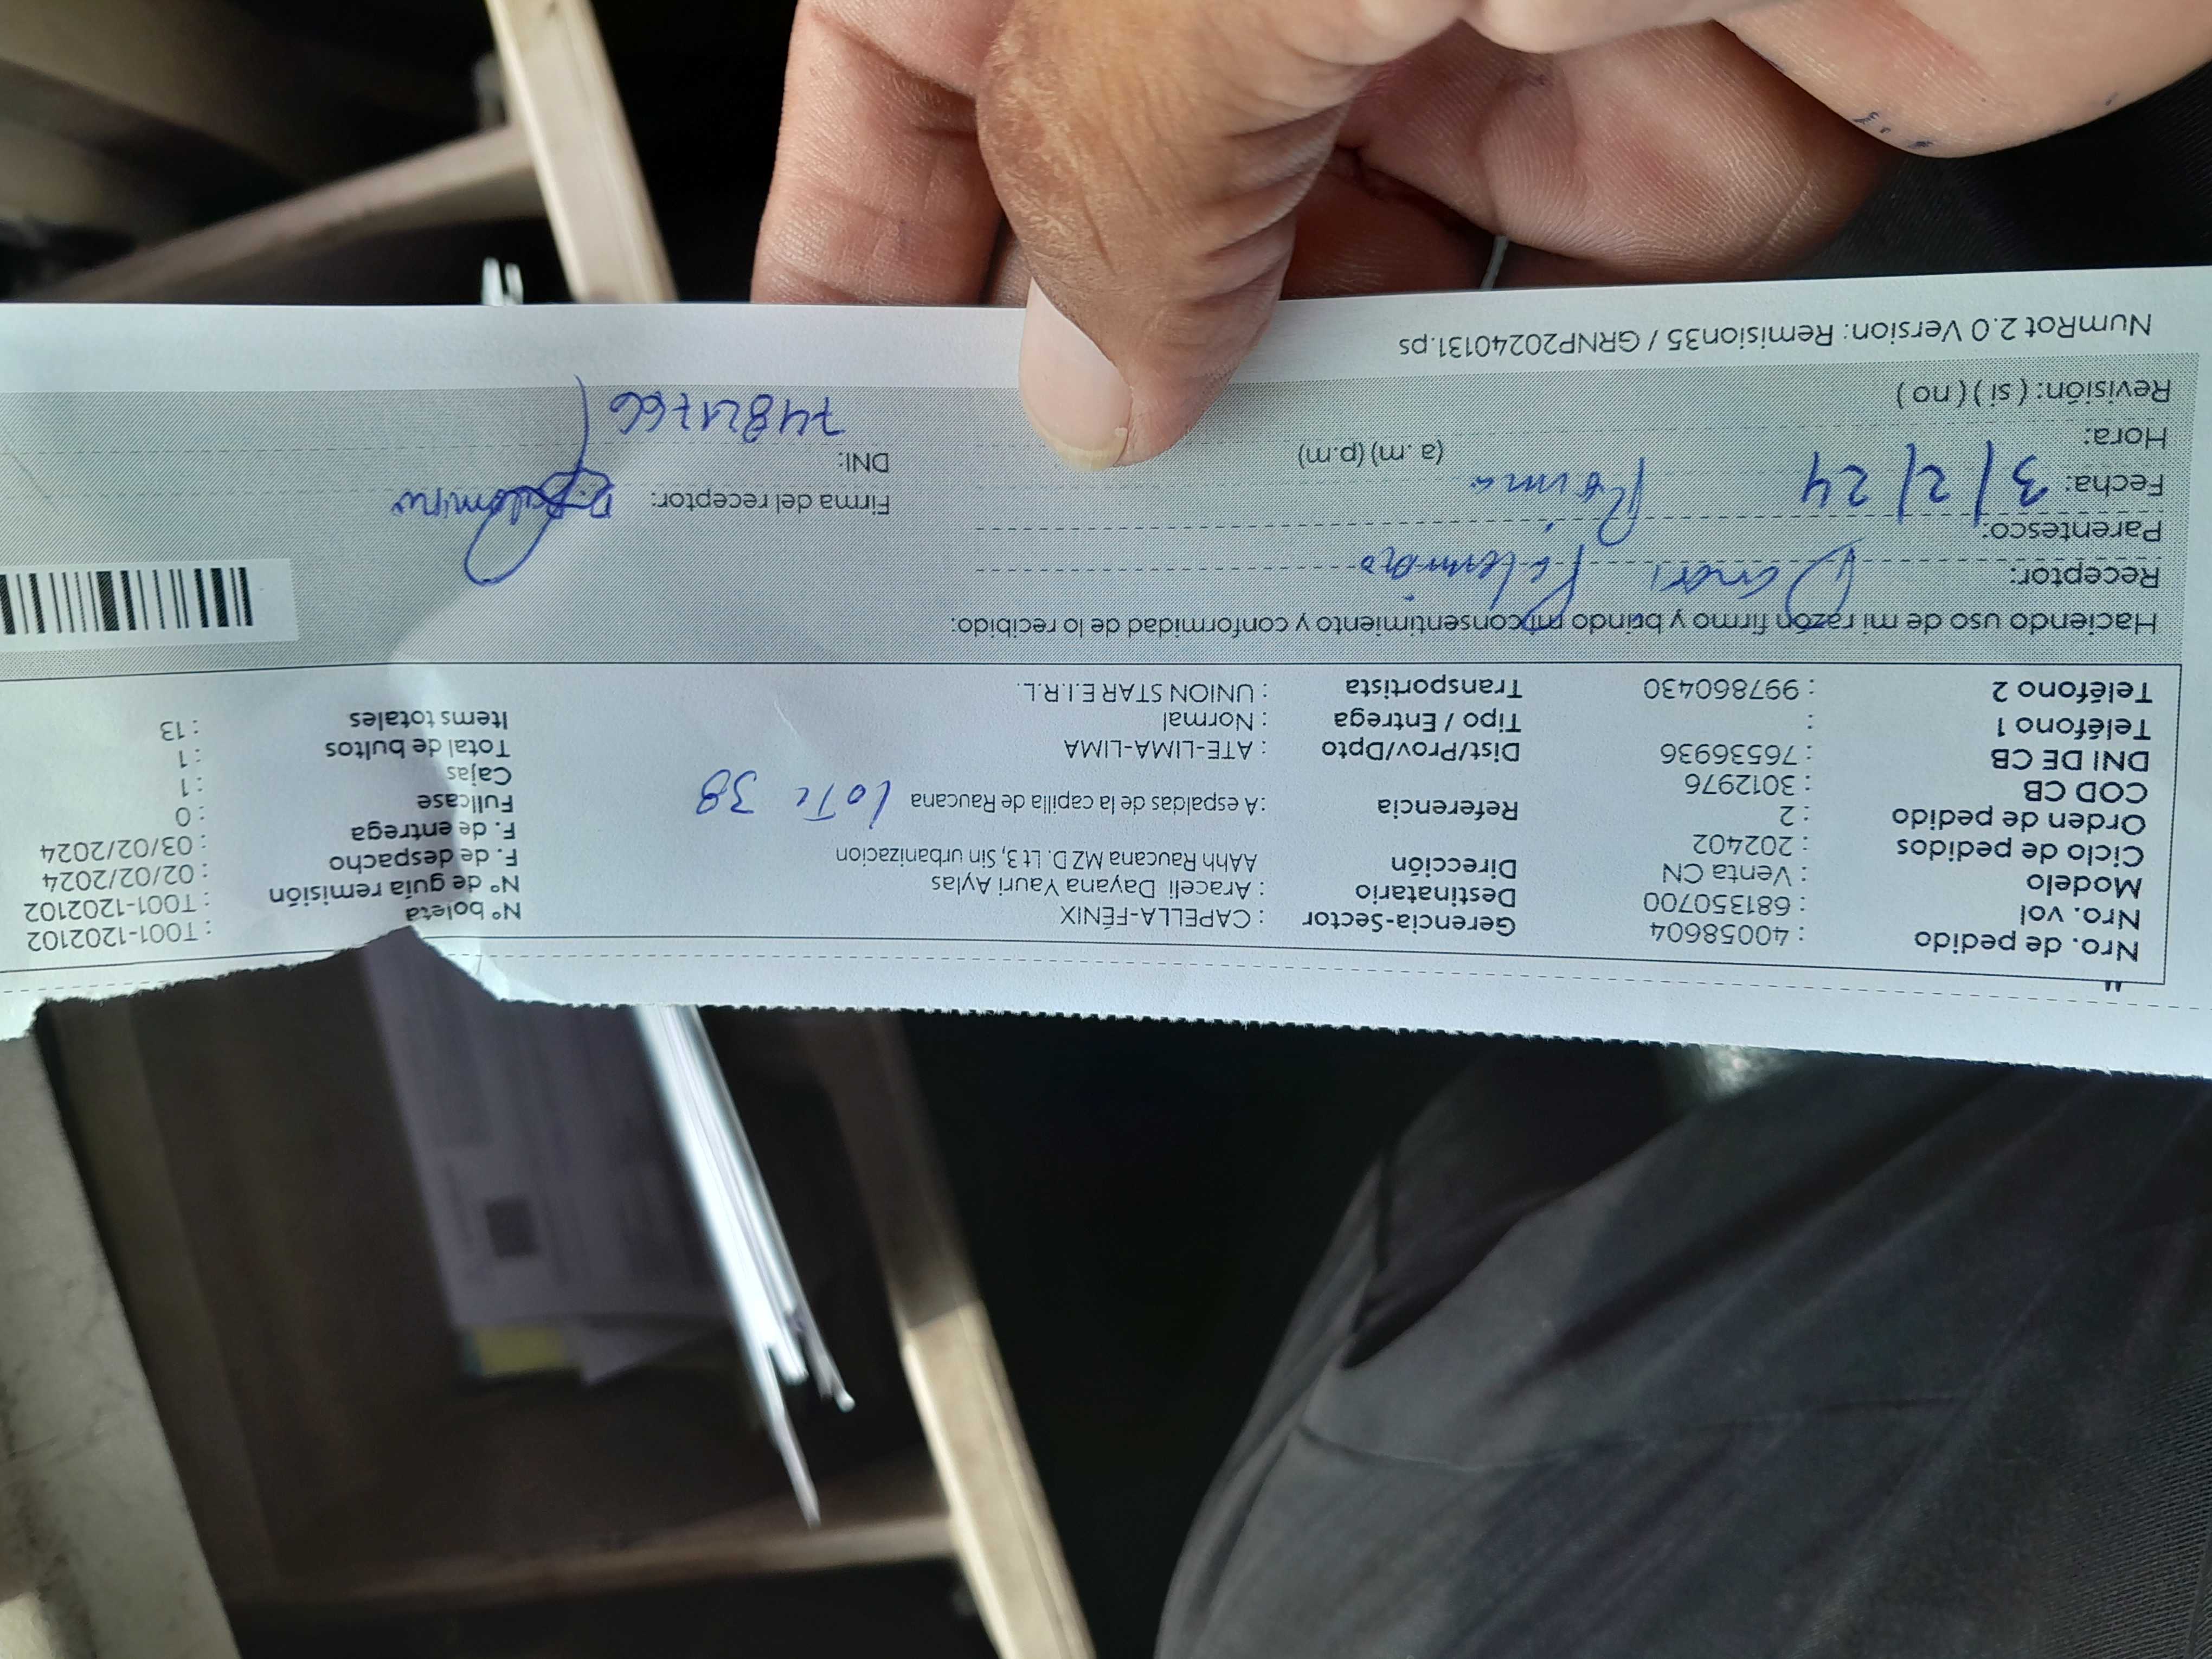 Nro. de pedido : 40058604 Gerencia-Sector : CAPELLA-FÉNIX N° boleta : T001-1202102
Nro. vol : 681350700 Destinatario : Araceli Dayana Yauri Aylas N° de guía remisión : T001-1202102
Modelo : Venta CN Dirección AAhh Raucana MZ D. Lt 3, Sin urbanizacion F. de despacho : 02/02/2024
Ciclo de pedidos : 202402 F. de entrega : 03/02/2024
Orden de pedido : 2 Referencia : A espaldas de la capilla de Raucana LoTe 38 Fullcase : 0
COD CB : 3012976 Cajas : 1
DNI DE CB : 76536936 Dist/Prov/Dpto : ATE-LIMA-LIMA Total de bultos : 1
Teléfono 1 : Tipo / Entrega : Normal Items totales : 13
Teléfono 2 : 997860430 Transportista : UNION STAR E.I.R.L.
Haciendo uso de mi razón firmo y brindo mi consentimiento y conformidad de lo recibido:
Receptor: Palomino
Parentesco: Prima
Firma del receptor: Palomino
Fecha: 3/2/24
DNI: 74821766
Hora: (a. m) (p.m)
Revisión: ( si ) ( no )
NumRot 2.0 Version: Remision35 / GRNP20240131.ps